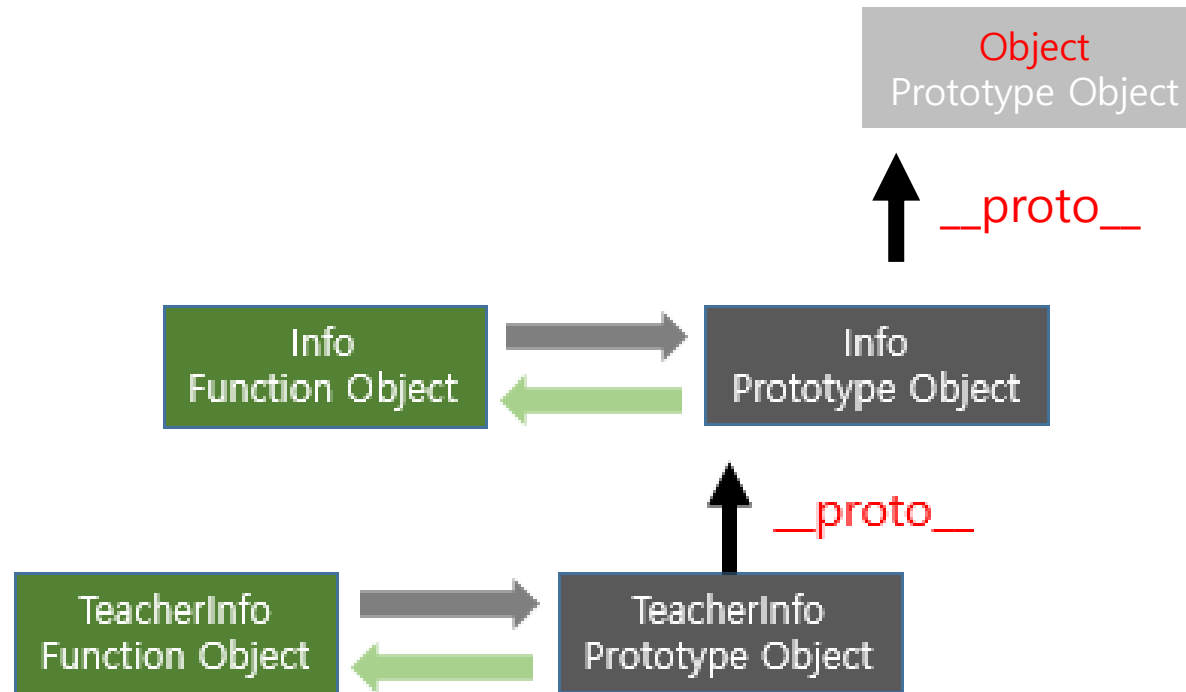 Object
Prototype Object
__proto__
Info
Function Object
Info
Prototype Object
__proto__
TeacherInfo
Function Object
TeacherInfo
Prototype Object